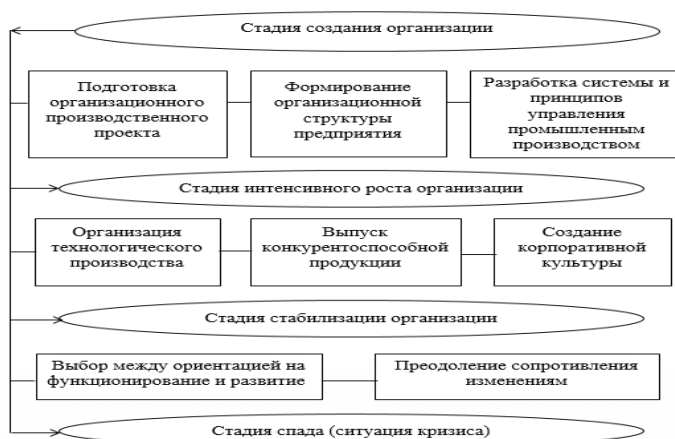 Стадия создания организации
Подготовка
организационного
производственного
проекта
Формирование
организационной
структуры
предприятия
Разработка системы и
принципов
управления
промышленным
производством
Стадия интенсивного роста организации
Организация
технологического
производства
Выпуск
конкурентоспособной
продукции
Создание
корпоративной
культуры
Стадия стабилизации организации
Выбор между ориентацией на
функционирование и развитие
Преодоление сопротивления
изменениям
Стадия спада (ситуация кризиса)